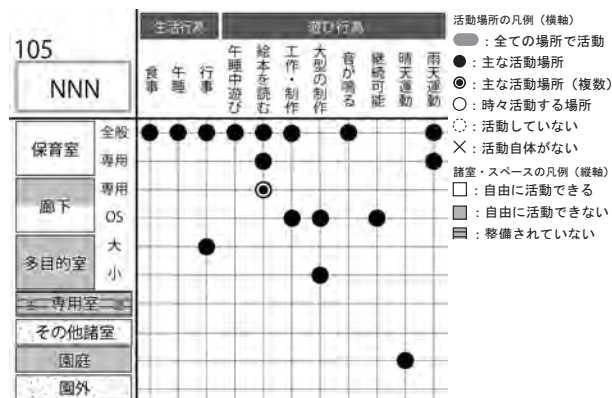 105
NNN
生活行為
遊び行為
食事
午睡
行事
午睡中遊び
絵本を読む
工作・制作
大型の制作
音が鳴る
継続可能
晴天運動
雨天運動
保育室
全般
専用
廊下
専用
OS
多目的室
大
小
専用室
その他諸室
園庭
園外
活動場所の凡例（横軸）
：全ての場所で活動
：主な活動場所
：主な活動場所（複数）
：時々活動する場所
：活動していない
：活動自体がない
諸室・スペースの凡例（縦軸）
：自由に活動できる
：自由に活動できない
：整備されていない